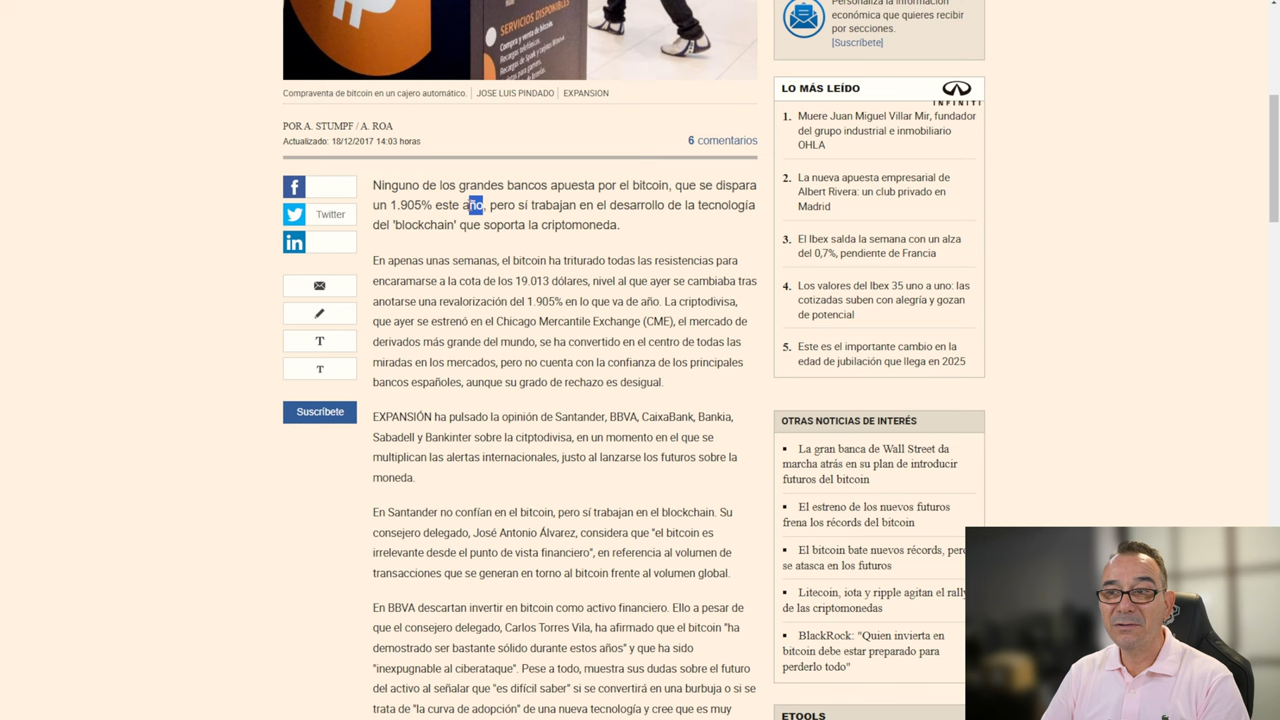 SERVICIOS DISPONIBLES
Compra y venta de bitcoin
Recargas telefónicas.
Compraventa de bitcoin en un cajero automático.
JOSE LUIS PINDADO
EXPANSION
POR A. STUMPF / A. ROA
Actualizado: 18/12/2017 14:03 horas
6 comentarios
Twitter
T
T
Suscríbete
Ninguno de los grandes bancos apuesta por el bitcoin, que se dispara
un 1.905% este año, pero sí trabajan en el desarrollo de la tecnología
del 'blockchain' que soporta la criptomoneda.
En apenas unas semanas, el bitcoin ha triturado todas las resistencias para
encaramarse a la cota de los 19.013 dólares, nivel al que ayer se cambiaba tras
anotarse una revalorización del 1.905% en lo que va de año. La criptodivisa,
que ayer se estrenó en el Chicago Mercantile Exchange (CME), el mercado de
derivados más grande del mundo, se ha convertido en el centro de todas las
miradas en los mercados, pero no cuenta con la confianza de los principales
bancos españoles, aunque su grado de rechazo es desigual.
EXPANSIÓN ha pulsado la opinión de Santander, BBVA, CaixaBank, Bankia,
Sabadell y Bankinter sobre la citptodivisa, en un momento en el que se
multiplican las alertas internacionales, justo al lanzarse los futuros sobre la
moneda.
En Santander no confían en el bitcoin, pero sí trabajan en el blockchain. Su
consejero delegado, José Antonio Álvarez, considera que "el bitcoin es
irrelevante desde el punto de vista financiero", en referencia al volumen de
transacciones que se generan en torno al bitcoin frente al volumen global.
En BBVA descartan invertir en bitcoin como activo financiero. Ello a pesar de
que el consejero delegado, Carlos Torres Vila, ha afirmado que el bitcoin "ha
demostrado ser bastante sólido durante estos años" y que ha sido
"inexpugnable al ciberataque". Pese a todo, muestra sus dudas sobre el futuro
del activo al señalar que "es difícil saber" si se convertirá en una burbuja o si se
trata de "la curva de adopción" de una nueva tecnología y cree que es muy
Personaliza la información
económica que quieres recibir
por secciones.
[Suscríbete]
LO MÁS LEÍDO
INFINITI
1. Muere Juan Miguel Villar Mir, fundador
del grupo industrial e inmobiliario
OHLA
2. La nueva apuesta empresarial de
Albert Rivera: un club privado en
Madrid
3. El Ibex salda la semana con un alza
del 0,7%, pendiente de Francia
4. Los valores del Ibex 35 uno a uno: las
cotizadas suben con alegría y gozan
de potencial
5. Este es el importante cambio en la
edad de jubilación que llega en 2025
OTRAS NOTICIAS DE INTERÉS
La gran banca de Wall Street da
marcha atrás en su plan de introducir
futuros del bitcoin
El estreno de los nuevos futuros
frena los récords del bitcoin
El bitcoin bate nuevos récords, pero
se atasca en los futuros
Litecoin, iota y ripple agitan el rally
de las criptomonedas
BlackRock: "Quien invierta en
bitcoin debe estar preparado para
perderlo todo"
ETOOLS